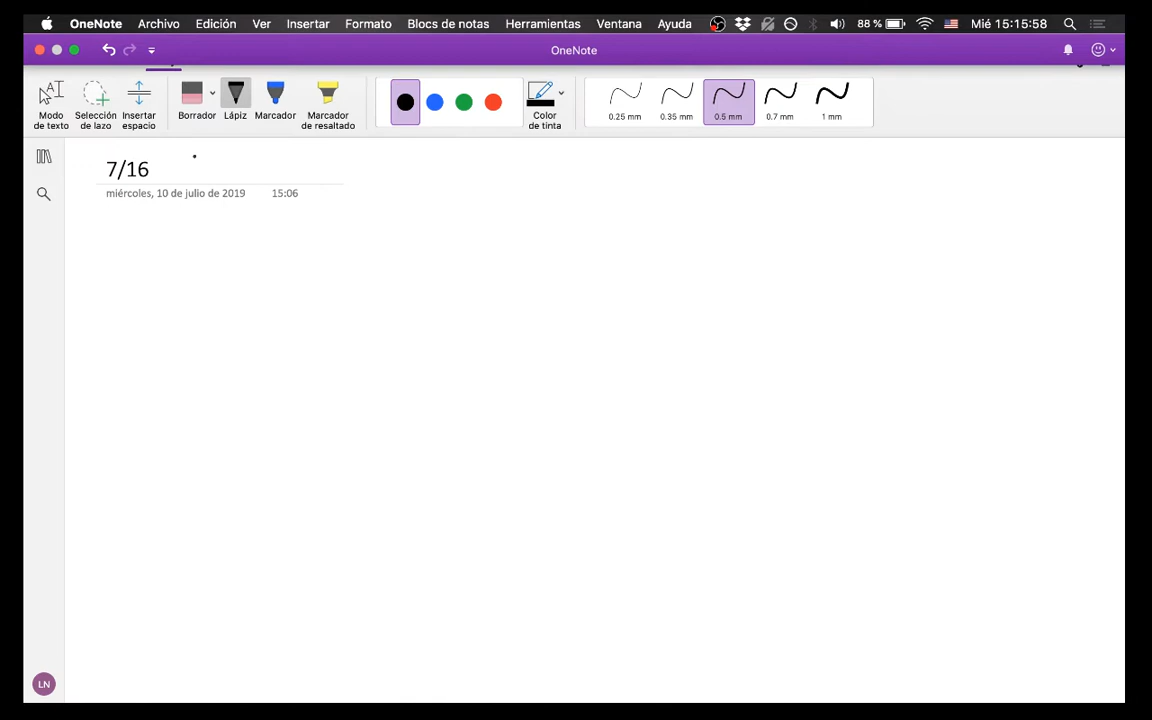 OneNote Archivo Edición Ver Insertar Formato Blocs de notas Herramientas Ventana Ayuda 88 % Mié 15:15:58
OneNote
Modo de texto
Selección de lazo
Insertar espacio
Borrador
Lápiz
Marcador
Marcador de resaltado
Color de tinta
0.25 mm
0.35 mm
0.5 mm
0.7 mm
1 mm
7/16
miércoles, 10 de julio de 2019 15:06
LN